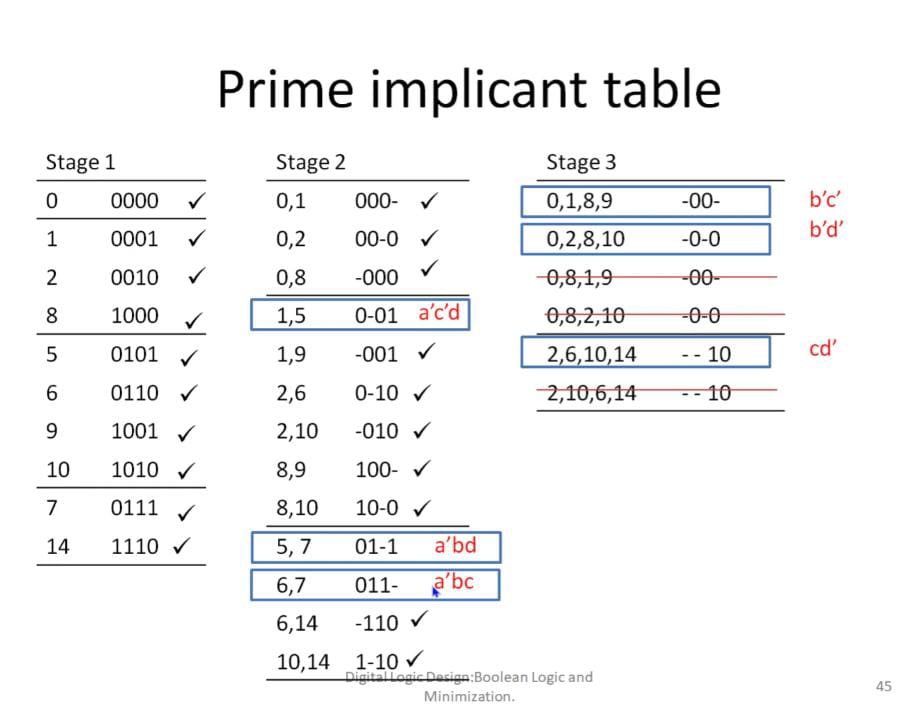 Prime implicant table
Stage 1
0 0000 ✓
1 0001 ✓
2 0010 ✓
8 1000 ✓
5 0101 ✓
6 0110 ✓
9 1001 ✓
10 1010 ✓
7 0111 ✓
14 1110 ✓
Stage 2
0,1 000- ✓
0,2 00-0 ✓
0,8 -000 ✓
1,5 0-01 a’c’d
1,9 -001 ✓
2,6 0-10 ✓
2,10 -010 ✓
8,9 100- ✓
8,10 10-0 ✓
5, 7 01-1 a’bd
6,7 011- a’bc
6,14 -110 ✓
10,14 1-10 ✓
Stage 3
0,1,8,9 -00- b’c’
0,2,8,10 -0-0 b’d’
0,8,1,9 -00-
0,8,2,10 -0-0
2,6,10,14 - - 10 cd’
2,10,6,14 - - 10
Digital Logic Design:Boolean Logic and
Minimization.
45